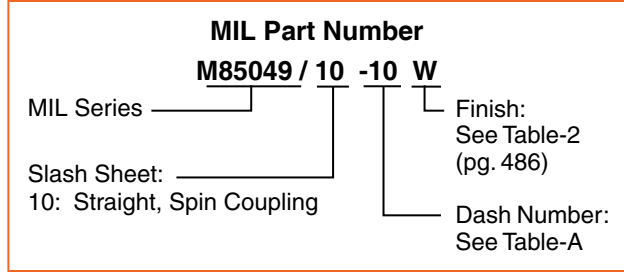 MIL Part Number
M85049 / 10 -10 W
MIL Series
Finish:
See Table-2
(pg. 486)
Slash Sheet:
10: Straight, Spin Coupling
Dash Number:
See Table-A